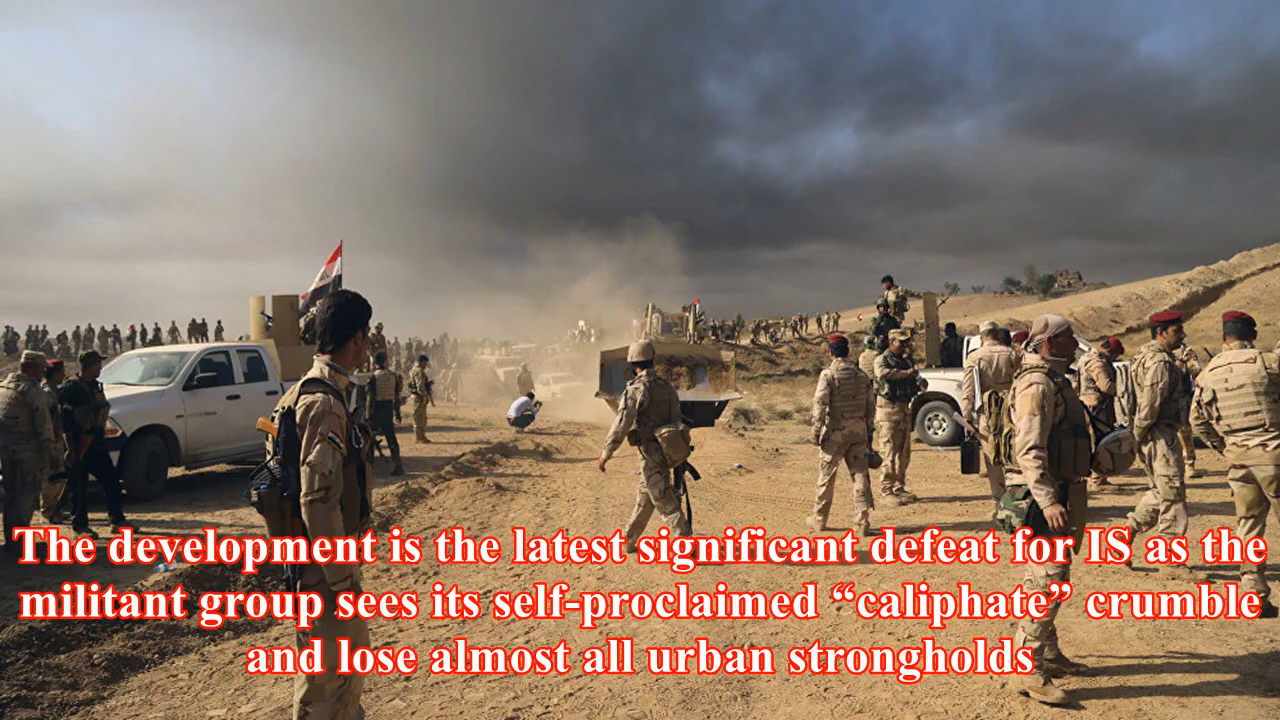 The development is the latest significant defeat for IS as the
militant group sees its self-proclaimed “caliphate” crumble
and lose almost all urban strongholds